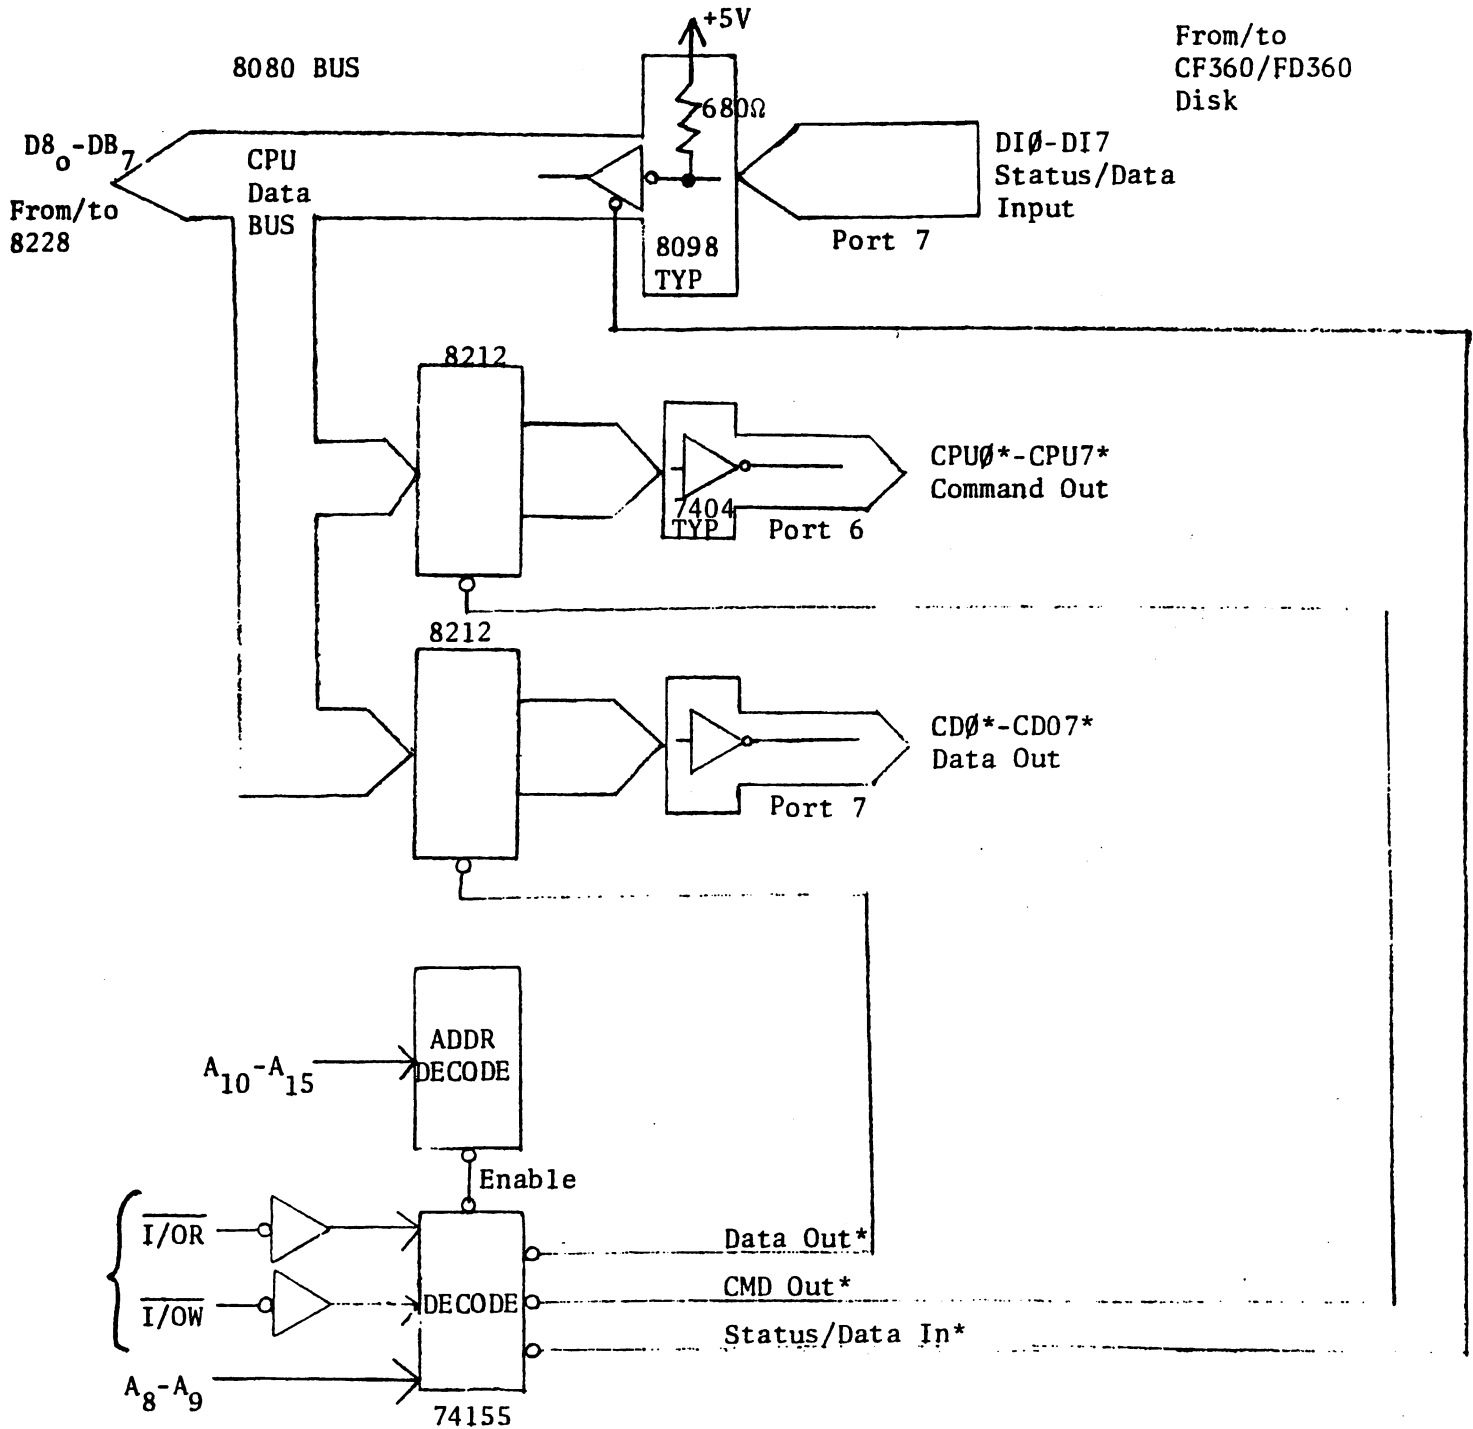 +5V
From/to
CF360/FD360
Disk
8080 BUS
680Ω
D8o-DB7
CPU
Data
BUS
From/to
8228
DIØ-DI7
Status/Data
Input
Port 7
8098
TYP
8212
CPUØ*-CPU7*
Command Out
7404
TYP
Port 6
8212
CDØ*-CDO7*
Data Out
Port 7
ADDR
DECODE
A10-A15
Enable
I/OR
Data Out*
I/OW
DECODE
CMD Out*
Status/Data In*
A8-A9
74155